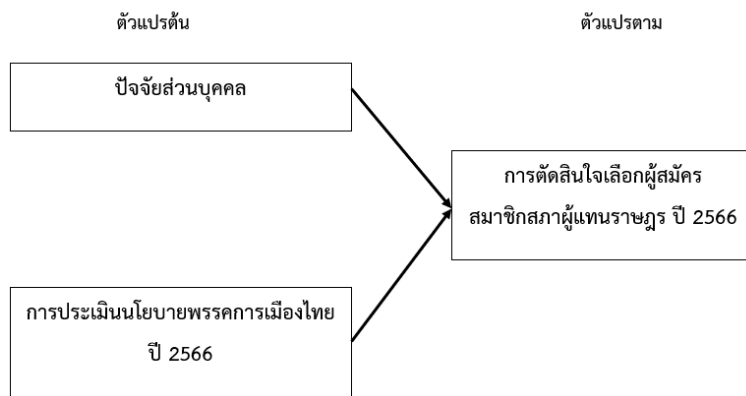 ตัวแปรต้น
ตัวแปรตาม
ปัจจัยส่วนบุคคล
การตัดสินใจเลือกผู้สมัคร
สมาชิกสภาผู้แทนราษฎร ปี 2566
การประเมินนโยบายพรรคการเมืองไทย
ปี 2566